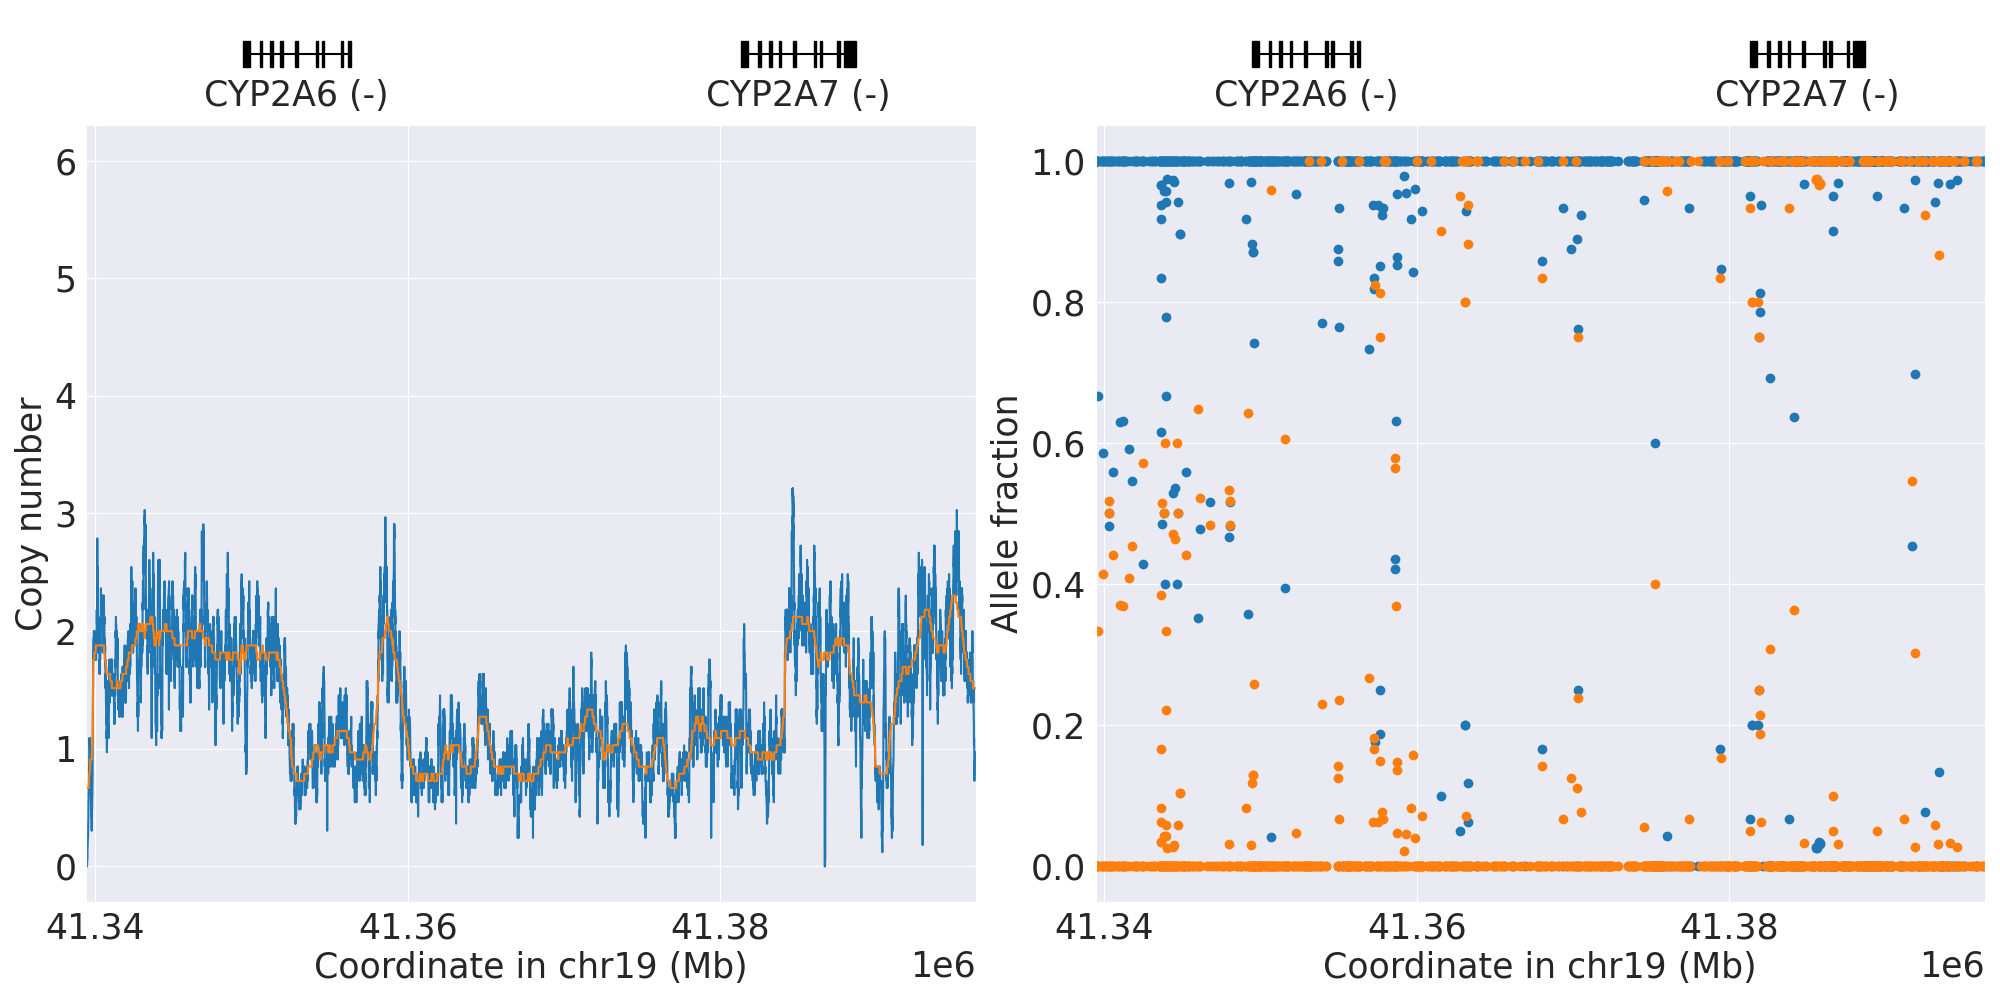 CYP2A6 (-)
CYP2A7 (-)
6
5
4
3
2
1
0
Copy number
41.34
41.36
41.38
Coordinate in chr19 (Mb)
1e6
CYP2A6 (-)
CYP2A7 (-)
1.0
0.8
0.6
0.4
0.2
0.0
Allele fraction
41.34
41.36
41.38
Coordinate in chr19 (Mb)
1e6